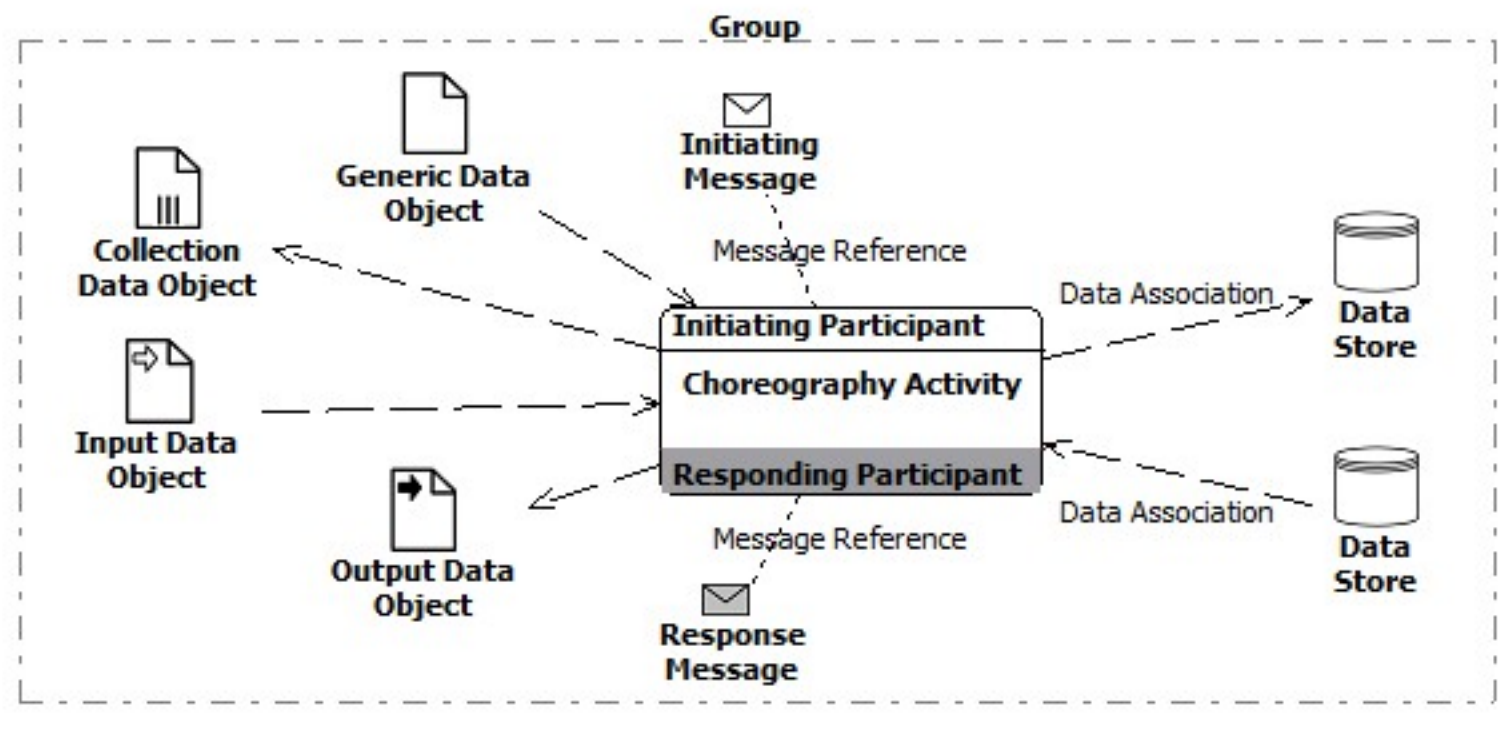 Group
Initiating
Message
Generic Data
Object
Collection
Data Object
Message Reference
Data Association
Data
Store
Initiating Participant
Choreography Activity
Input Data
Object
Responding Participant
Data Association
Message Reference
Data
Store
Output Data
Object
Response
Message